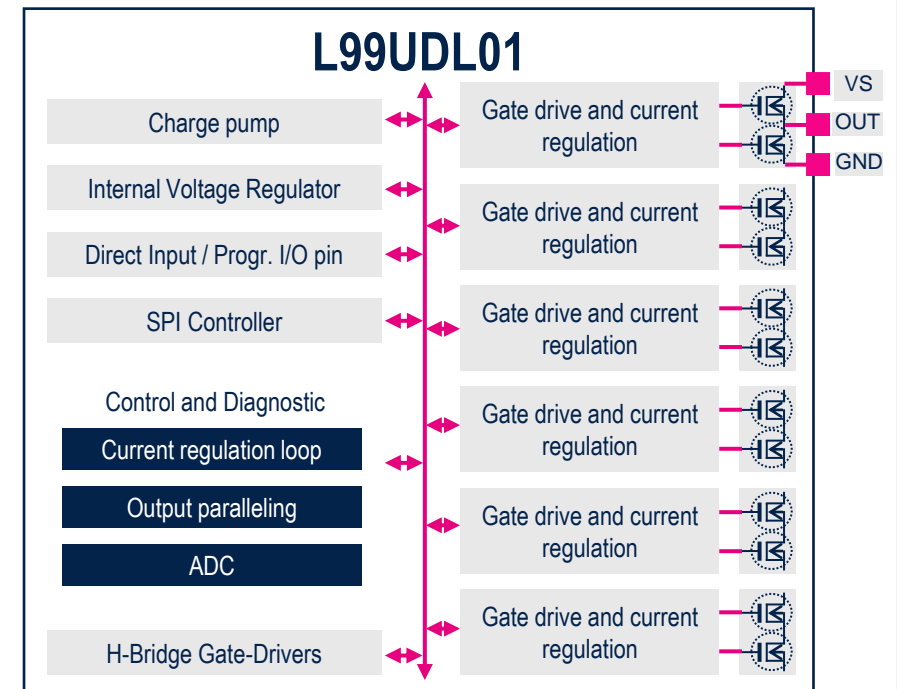 L99UDL01
Charge pump
Internal Voltage Regulator
Direct Input / Progr. I/O pin
SPI Controller
Control and Diagnostic
Current regulation loop
Output paralleling
ADC
H-Bridge Gate-Drivers
Gate drive and current
regulation
Gate drive and current
regulation
Gate drive and current
regulation
Gate drive and current
regulation
Gate drive and current
regulation
Gate drive and current
regulation
VS
OUT
GND